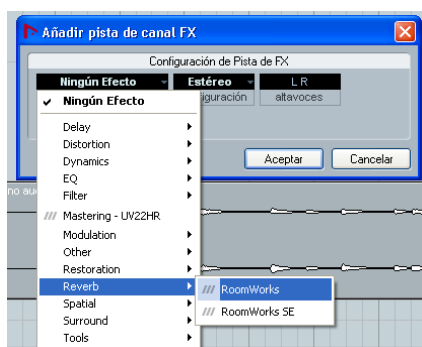 Añadir pista de canal FX
Configuración de Pista de FX
Ningún Efecto Estéreo L R
Ningún Efecto altavoces
Delay
Distortion
Dynamics
EQ Aceptar Cancelar
Filter
Mastering - UV22HR
Modulation
Other
Restoration
Reverb RoomWorks
Spatial RoomWorks SE
Surround
Tools